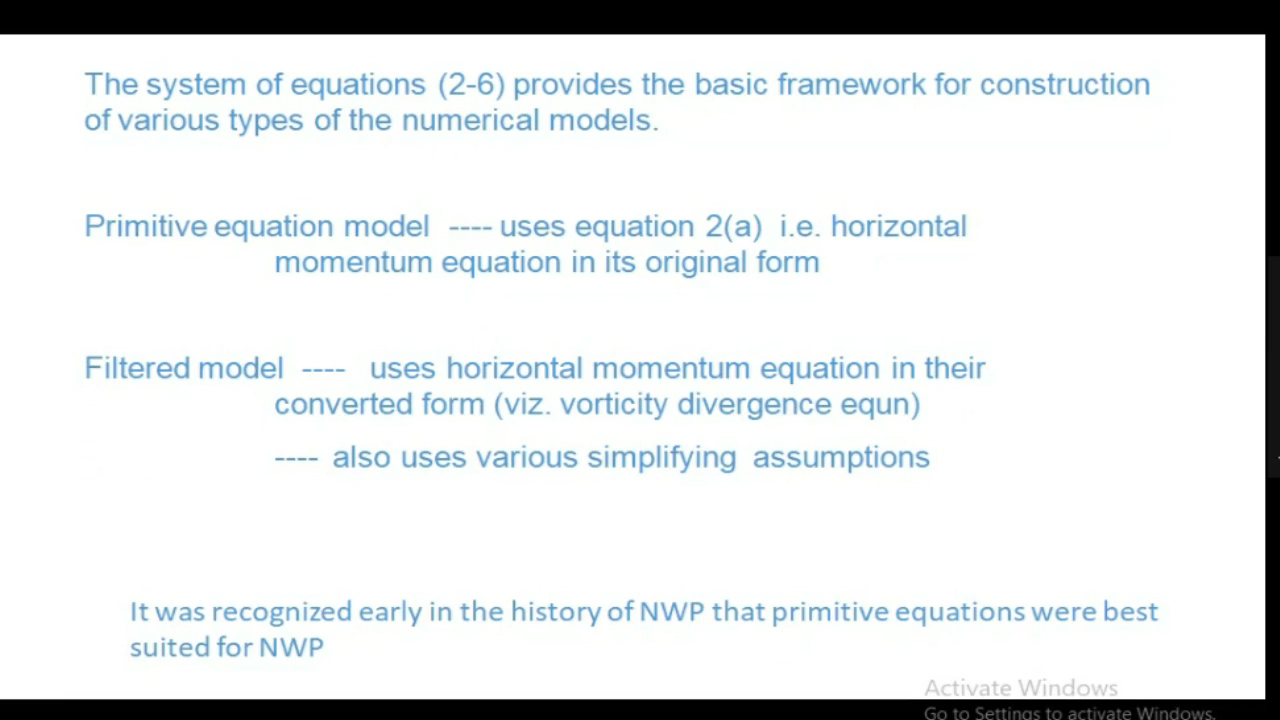 The system of equations (2-6) provides the basic framework for construction
of various types of the numerical models.
Primitive equation model ---- uses equation 2(a) i.e. horizontal
momentum equation in its original form
Filtered model ---- uses horizontal momentum equation in their
converted form (viz. vorticity divergence equn)
---- also uses various simplifying assumptions
It was recognized early in the history of NWP that primitive equations were best
suited for NWP
Activate Windows
Go to Settings to activate Windows.